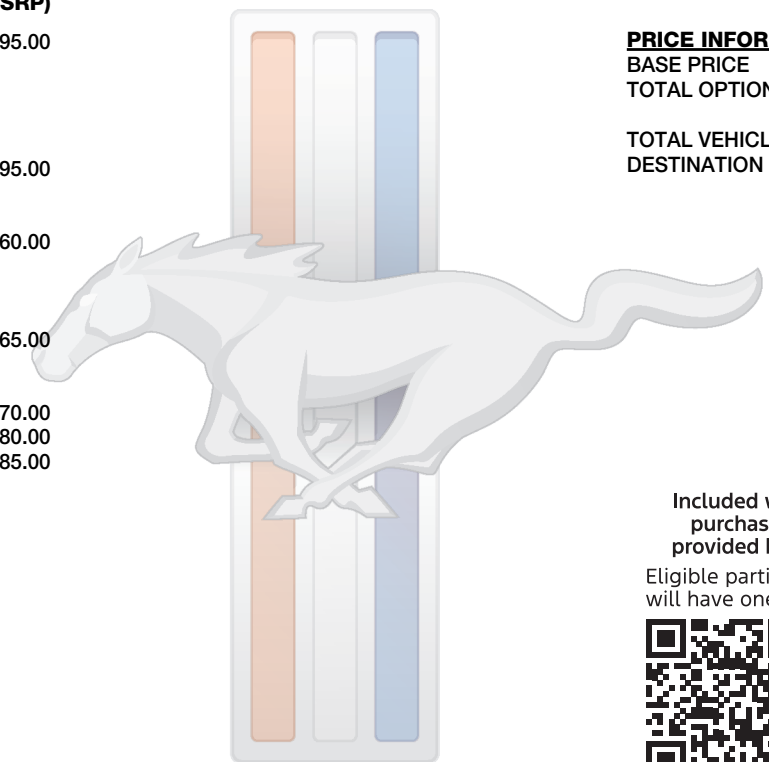 SRP)
95.00
95.00
60.00
65.00
70.00
80.00
85.00
PRICE INFOR
BASE PRICE
TOTAL OPTION
TOTAL VEHICL
DESTINATION
Included w
purchas
provided b
Eligible parti
will have one